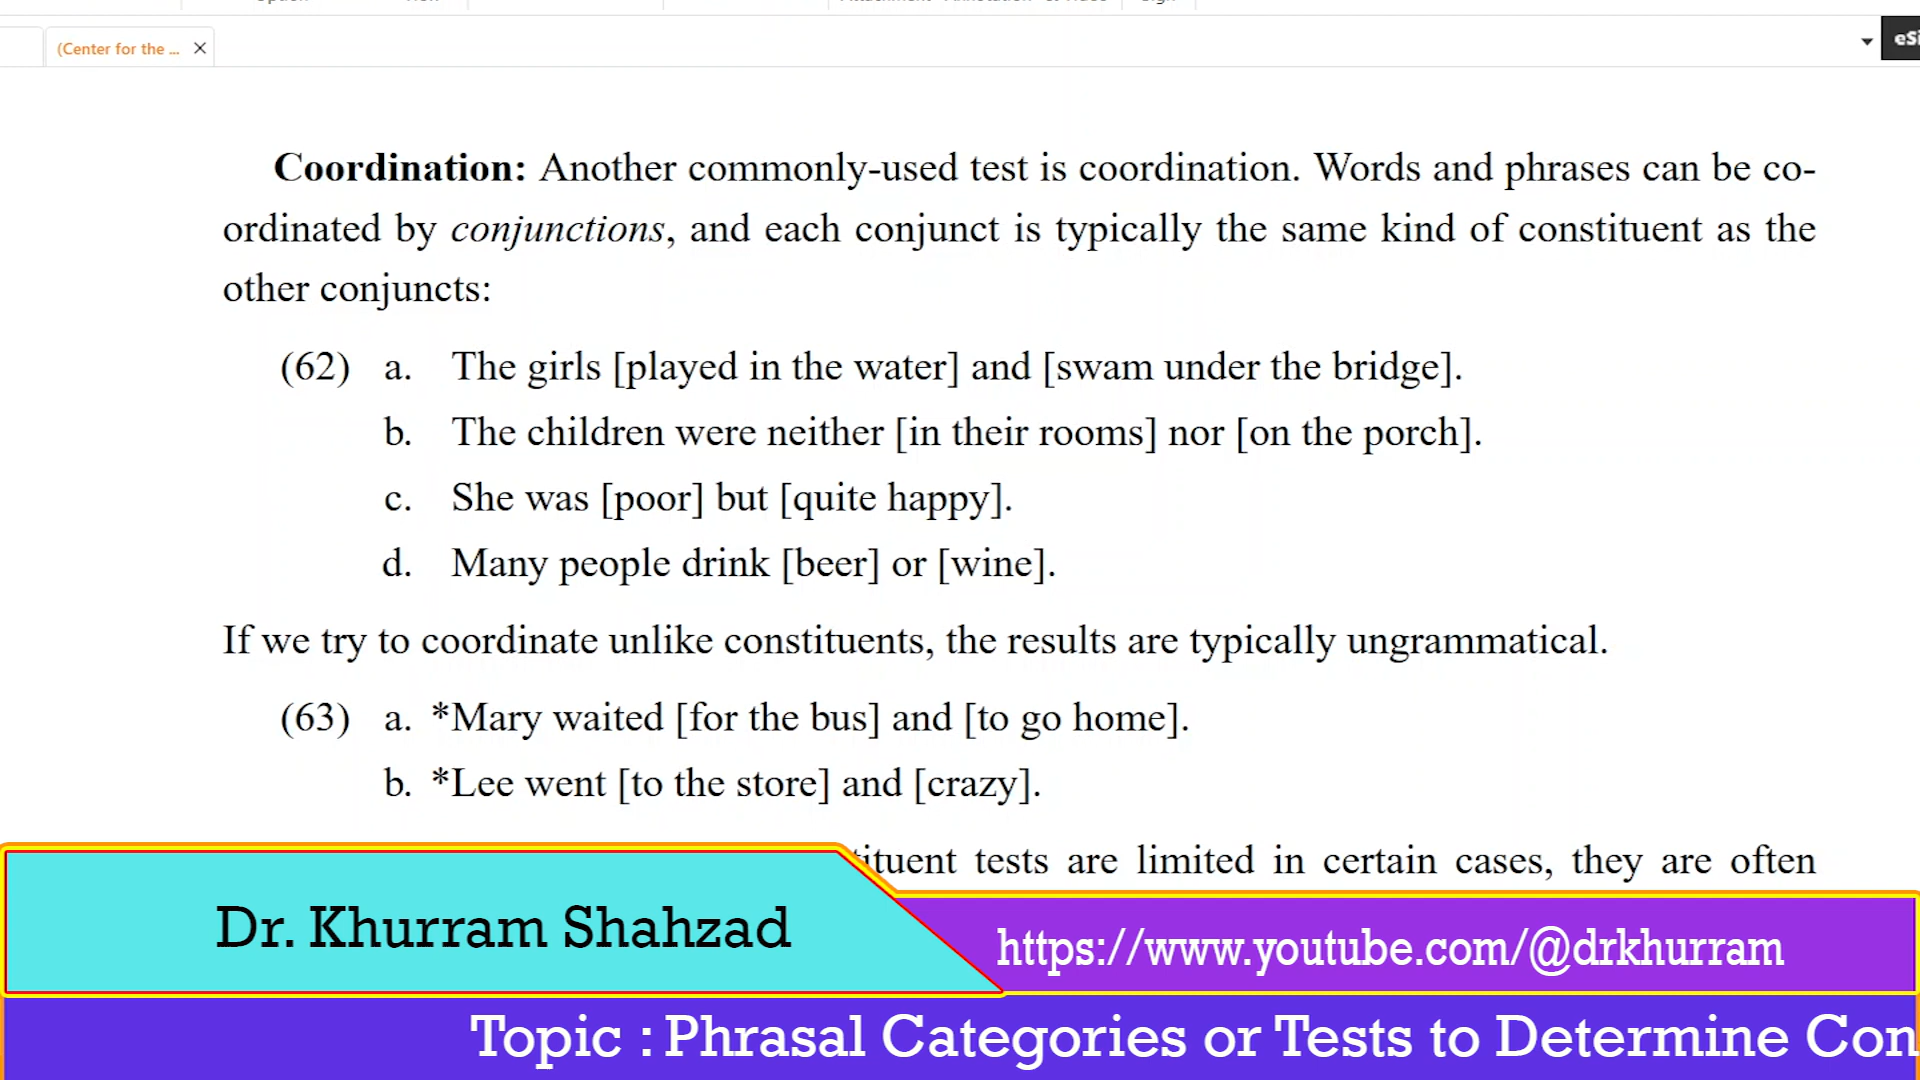 (Center for the ...
eSi
Coordination: Another commonly-used test is coordination. Words and phrases can be co-
ordinated by conjunctions, and each conjunct is typically the same kind of constituent as the
other conjuncts:
(62) a. The girls [played in the water] and [swam under the bridge].
b. The children were neither [in their rooms] nor [on the porch].
c. She was [poor] but [quite happy].
d. Many people drink [beer] or [wine].
If we try to coordinate unlike constituents, the results are typically ungrammatical.
(63) a. *Mary waited [for the bus] and [to go home].
b. *Lee went [to the store] and [crazy].
tituent tests are limited in certain cases, they are often
Dr. Khurram Shahzad
https://www.youtube.com/@drkhurram
Topic : Phrasal Categories or Tests to Determine Con